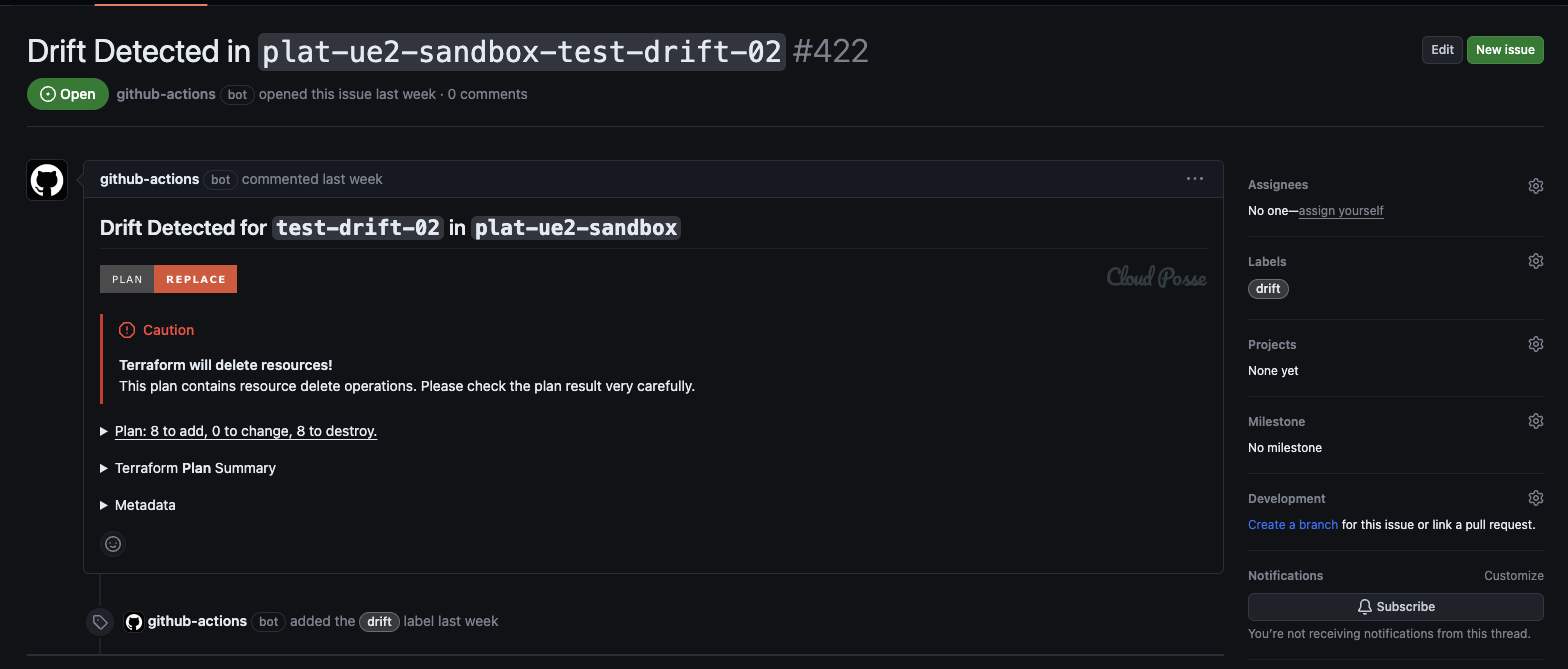 Drift Detected in plat-ue2-sandbox-test-drift-02 #422
Edit
New issue
Open
github-actions bot opened this issue last week · 0 comments
github-actions bot commented last week
Drift Detected for test-drift-02 in plat-ue2-sandbox
PLAN REPLACE
Cloud Posse
Caution
Terraform will delete resources!
This plan contains resource delete operations. Please check the plan result very carefully.
Plan: 8 to add, 0 to change, 8 to destroy.
Terraform Plan Summary
Metadata
github-actions bot added the drift label last week
Assignees
No one—assign yourself
Labels
drift
Projects
None yet
Milestone
No milestone
Development
Create a branch for this issue or link a pull request.
Notifications
Customize
Subscribe
You're not receiving notifications from this thread.